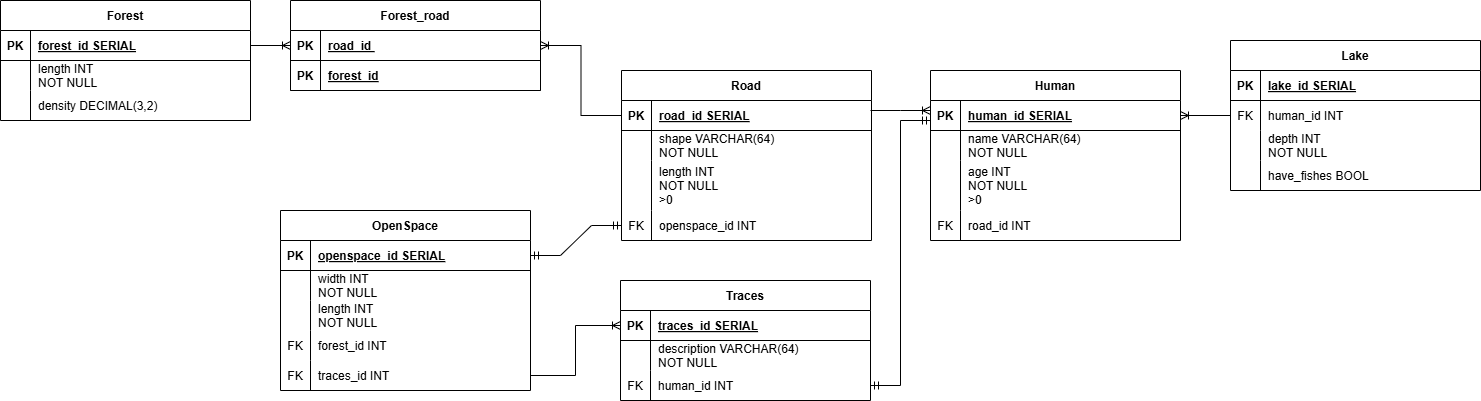 Forest
PK forest_id SERIAL
length INT
NOT NULL
density DECIMAL(3,2)
Forest_road
PK road_id
PK forest_id
Road
PK road_id SERIAL
shape VARCHAR(64)
NOT NULL
length INT
NOT NULL
>0
FK openspace_id INT
Human
PK human_id SERIAL
name VARCHAR(64)
NOT NULL
age INT
NOT NULL
>0
FK road_id INT
Lake
PK lake_id SERIAL
FK human_id INT
depth INT
NOT NULL
have_fishes BOOL
OpenSpace
PK openspace_id SERIAL
width INT
NOT NULL
length INT
NOT NULL
FK forest_id INT
FK traces_id INT
Traces
PK traces_id SERIAL
description VARCHAR(64)
NOT NULL
FK human_id INT